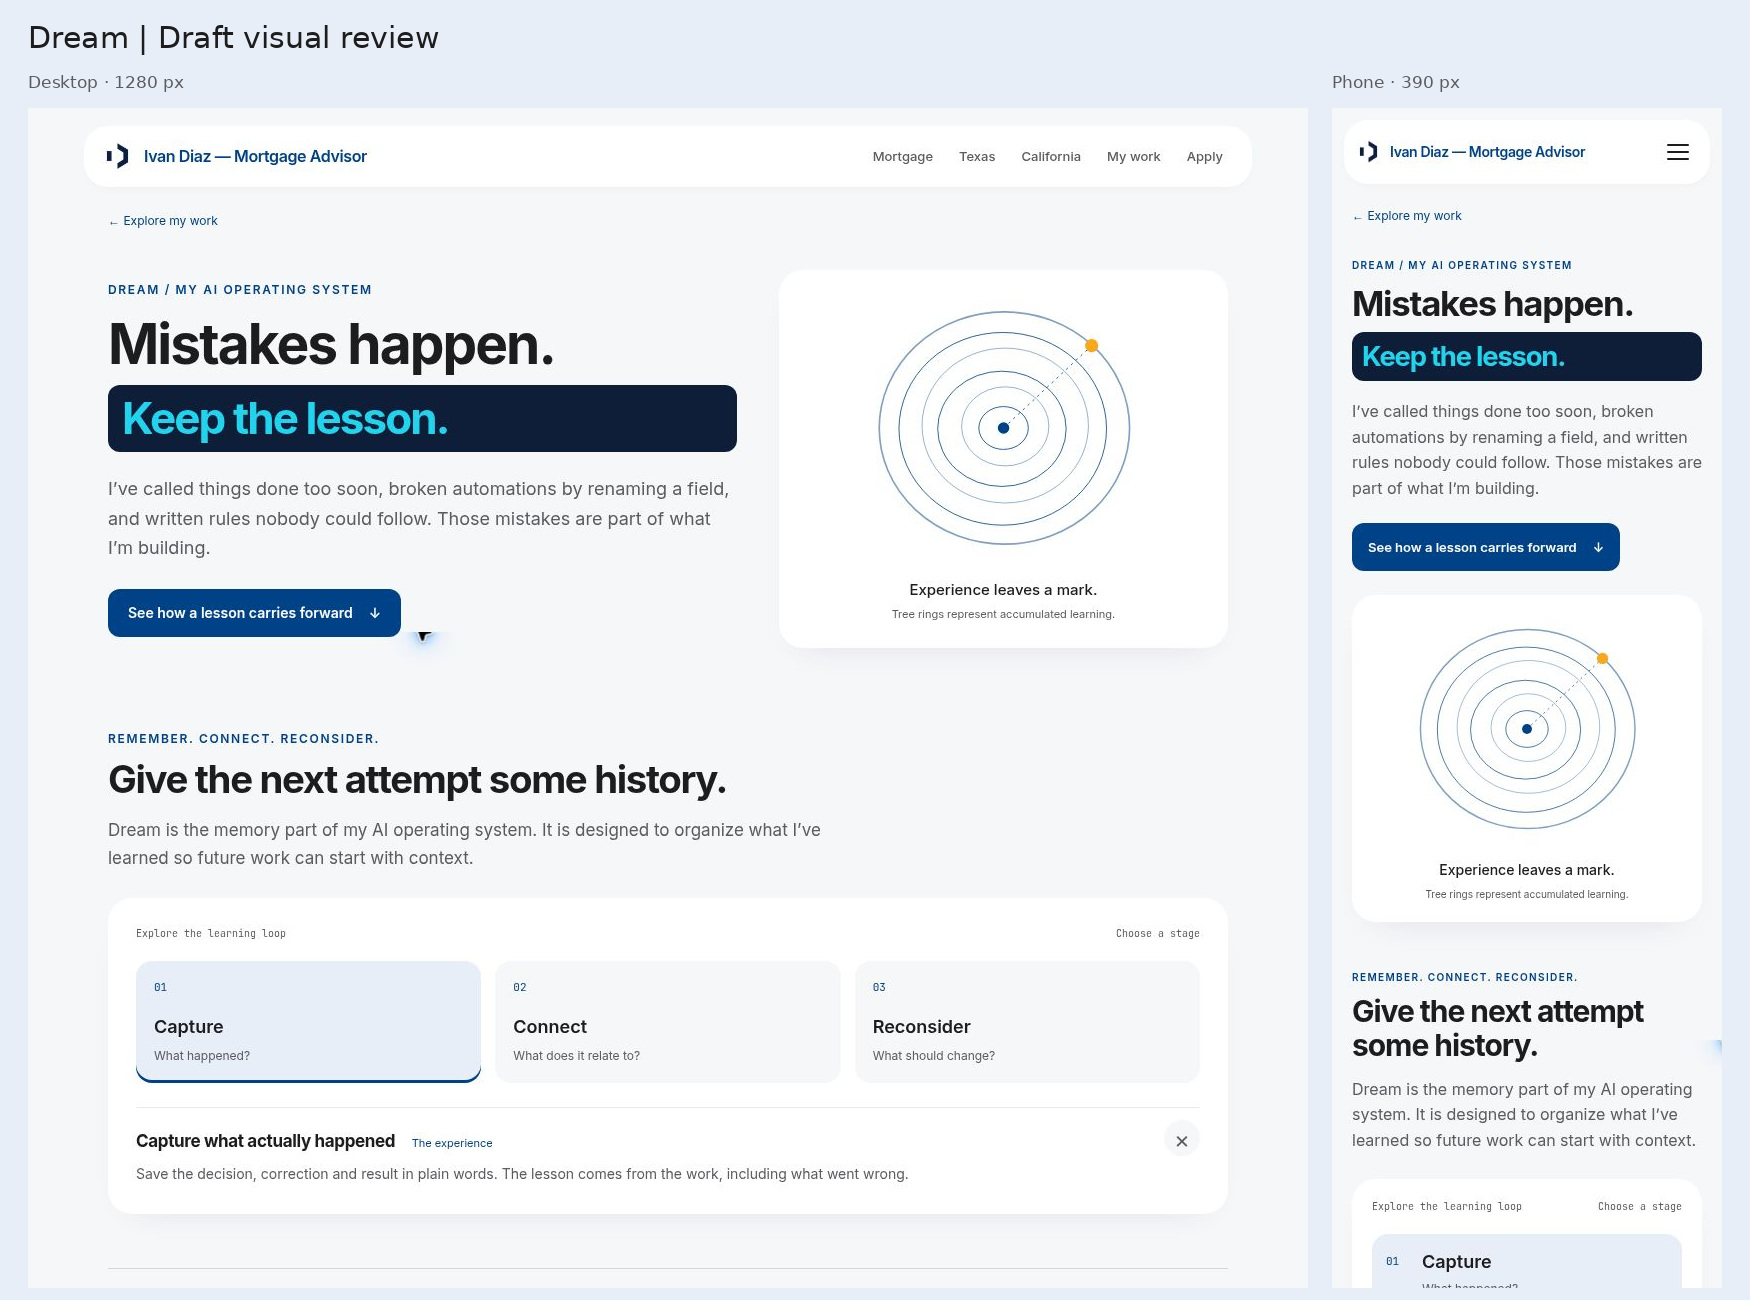 Dream | Draft visual review
Desktop · 1280 px
Ivan Diaz — Mortgage Advisor
Mortgage
Texas
California
My work
Apply
← Explore my work
DREAM / MY AI OPERATING SYSTEM
Mistakes happen.
Keep the lesson.
I’ve called things done too soon, broken automations by renaming a field,
and written rules nobody could follow. Those mistakes are part of what
I’m building.
See how a lesson carries forward ↓
Experience leaves a mark.
Tree rings represent accumulated learning.
REMEMBER. CONNECT. RECONSIDER.
Give the next attempt some history.
Dream is the memory part of my AI operating system. It is designed to organize what I’ve
learned so future work can start with context.
Explore the learning loop
Choose a stage
01
Capture
What happened?
02
Connect
What does it relate to?
03
Reconsider
What should change?
Capture what actually happened
The experience
Save the decision, correction and result in plain words. The lesson comes from the work, including what went wrong.
Phone · 390 px
Ivan Diaz — Mortgage Advisor
← Explore my work
DREAM / MY AI OPERATING SYSTEM
Mistakes happen.
Keep the lesson.
I’ve called things done too soon, broken
automations by renaming a field, and written
rules nobody could follow. Those mistakes are
part of what I’m building.
See how a lesson carries forward ↓
Experience leaves a mark.
Tree rings represent accumulated learning.
REMEMBER. CONNECT. RECONSIDER.
Give the next attempt
some history.
Dream is the memory part of my AI operating
system. It is designed to organize what I’ve
learned so future work can start with context.
Explore the learning loop
Choose a stage
01
Capture
What happened?